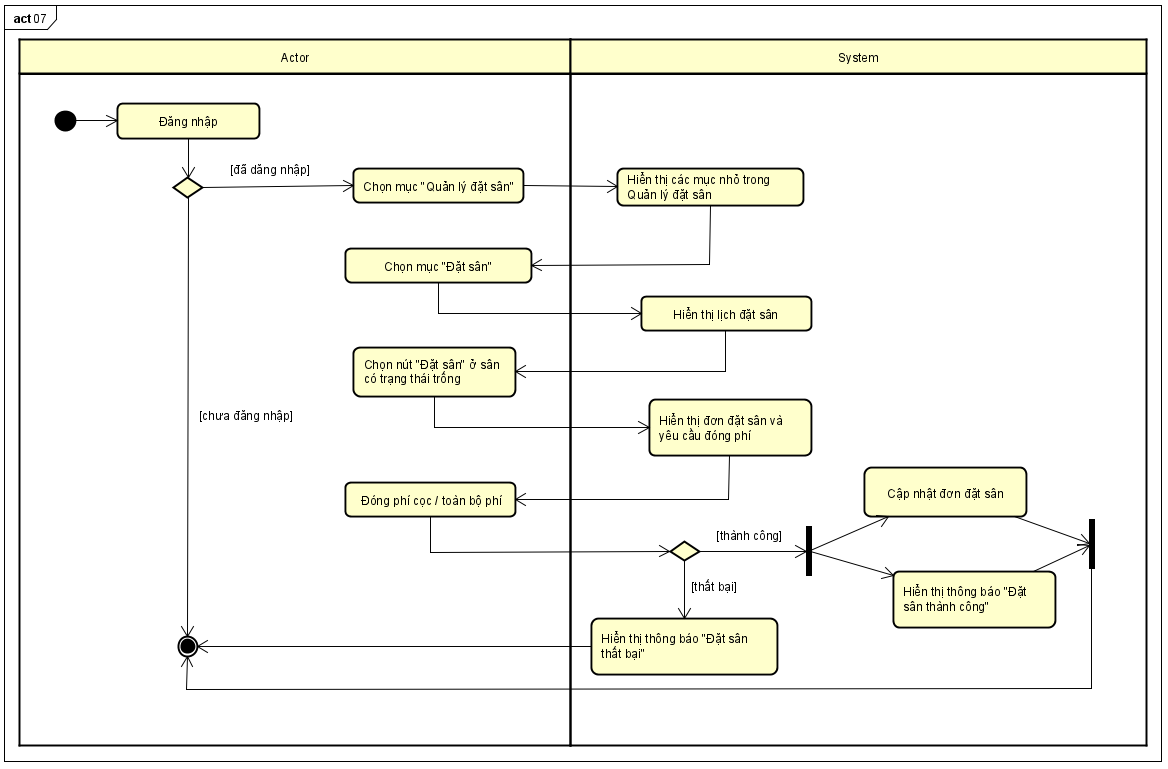 act 07
Actor
System
Đăng nhập
[đã dăng nhập]
Chọn mục "Quản lý đặt sân"
Hiển thị các mục nhỏ trong
Quản lý đặt sân
Chọn mục "Đặt sân"
Hiển thị lịch đặt sân
Chọn nút "Đặt sân" ở sân
có trạng thái trống
[chưa đăng nhập]
Hiển thị đơn đặt sân và
yêu cầu đóng phí
Đóng phí cọc / toàn bộ phí
Cập nhật đơn đặt sân
[thành công]
[thất bại]
Hiển thị thông báo "Đặt
sân thành công"
Hiển thị thông báo "Đặt sân
thất bại"